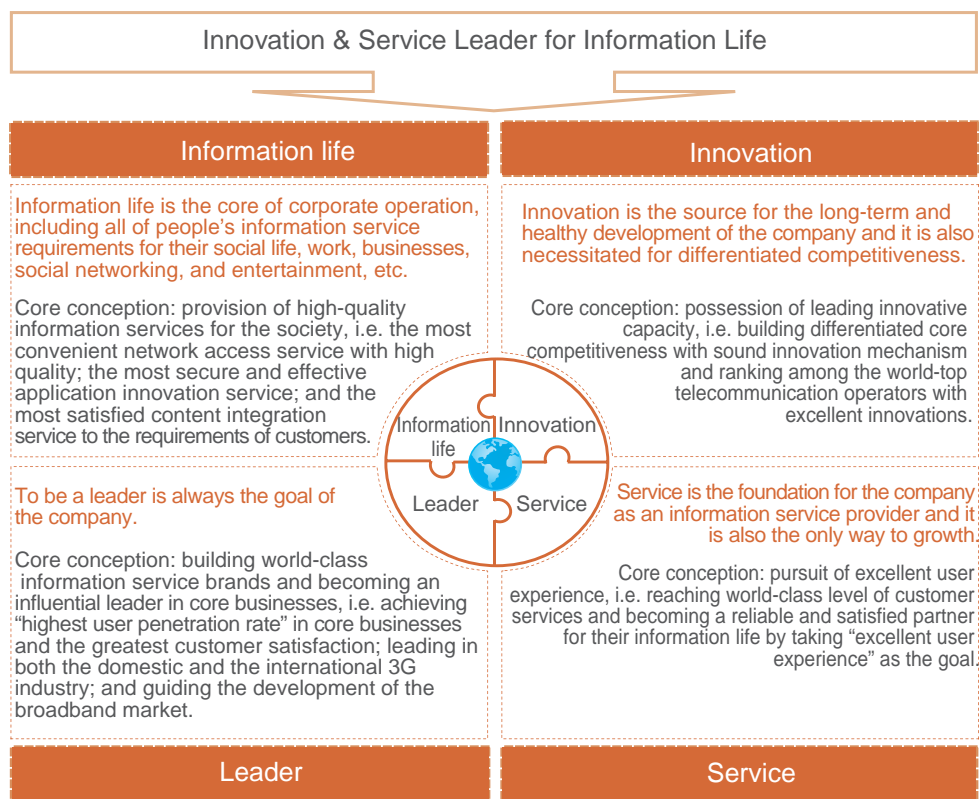 Innovation & Service Leader for Information Life
Information life
Information life is the core of corporate operation,
including all of people's information service
requirements for their social life, work, businesses,
social networking, and entertainment, etc.
Core conception: provision of high-quality
information services for the society, i.e. the most
convenient network access service with high
quality; the most secure and effective
application innovation service; and the
most satisfied content integration
service to the requirements of customers.
Innovation
Innovation is the source for the long-term and
healthy development of the company and it is also
necessitated for differentiated competitiveness.
Core conception: possession of leading innovative
capacity, i.e. building differentiated core
competitiveness with sound innovation mechanism
and ranking among the world-top
telecommunication operators with
excellent innovations.
Information
life
Innovation
Leader
Service
To be a leader is always the goal of
the company.
Core conception: building world-class
information service brands and becoming an
influential leader in core businesses, i.e. achieving
“highest user penetration rate” in core businesses
and the greatest customer satisfaction; leading in
both the domestic and the international 3G
industry; and guiding the development of the
broadband market.
Leader
Service is the foundation for the company
as an information service provider and it
is also the only way to growth.
Core conception: pursuit of excellent user
experience, i.e. reaching world-class level of customer
services and becoming a reliable and satisfied partner
for their information life by taking “excellent user
experience” as the goal.
Service